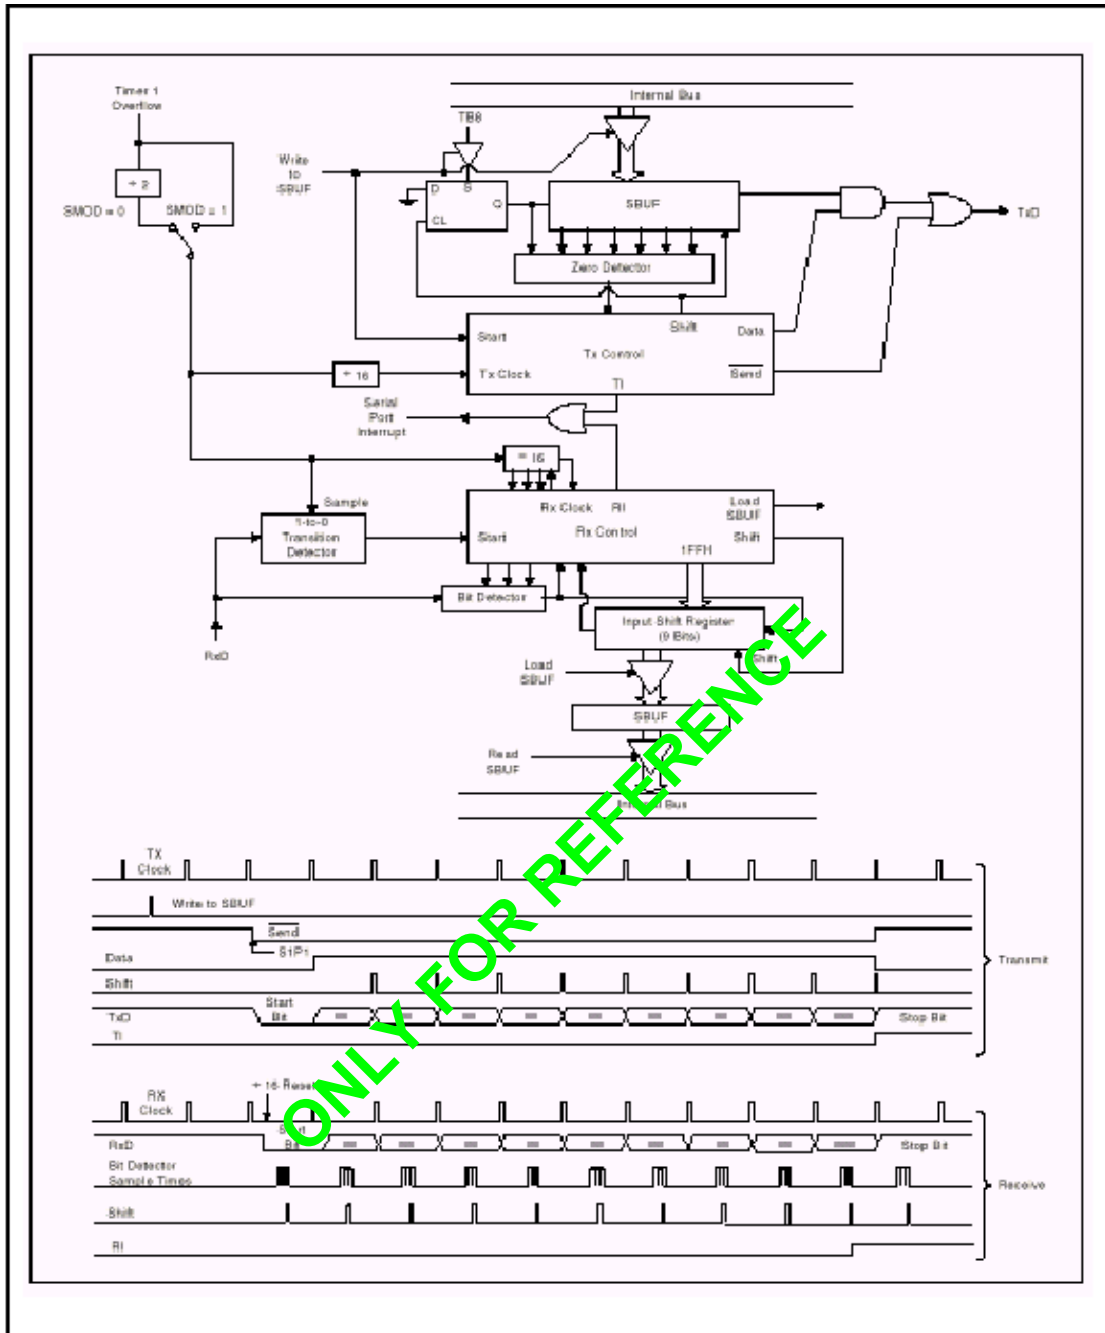 Timer 1
Overflow
÷ 2
SMOD = 0
SMOD = 1
Internal Bus
TB8
Write
to
SBUF
D
S
Q
CL
SBUF
TxD
Zero Detector
Shift
Start
Data
Tx Control
Tx Clock
Send
TI
÷ 16
Serial
Port
Interrupt
Sample
1-to-0
Transition
Detector
Rx Clock
RI
Load
SBUF
Start
Rx Control
Shift
1FFH
Bit Detector
RxD
Input Shift Register
(9 Bits)
Shift
Load
SBUF
SBUF
Read
SBUF
Internal Bus
ONLY FOR REFERENCE
TX
Clock
Write to SBUF
Send
S1P1
Data
Transmit
Shift
Start
Bit
TxD
Stop Bit
TI
÷ 16 Reset
RX
Clock
Start
Bit
RxD
Stop Bit
Bit Detector
Sample Times
Receive
Shift
RI